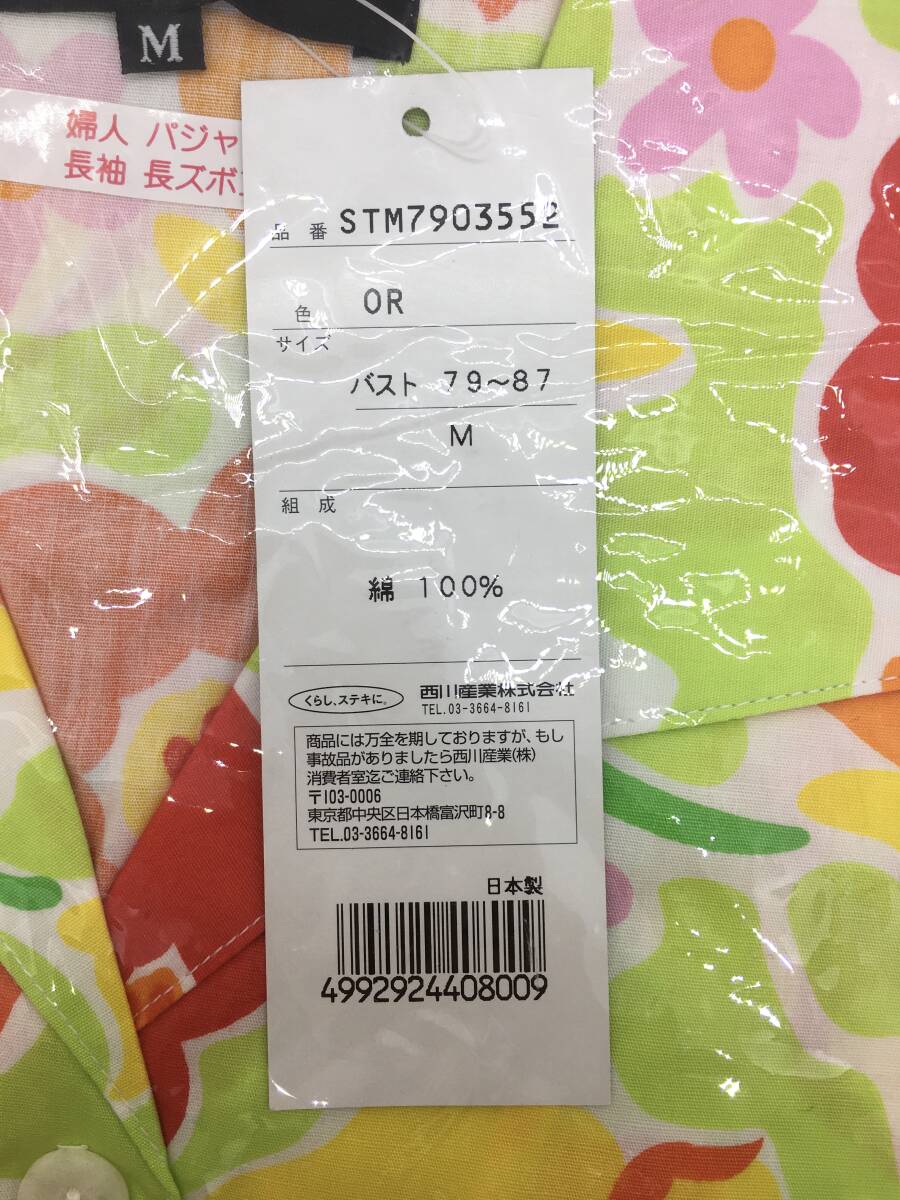 M
婦人 パジャ
長袖 長ズボ
品番 STM7903552
色 OR
サイズ
バスト 79～87
M
組成
綿 100%
くらし、ステキに。 西川産業株式会社
TEL.03-3664-8161
商品には万全を期しておりますが、もし
事故品がありましたら西川産業(株)
消費者室迄ご連絡下さい。
〒103-0006
東京都中央区日本橋富沢町8-8
TEL.03-3664-8161
日本製
4992924408009